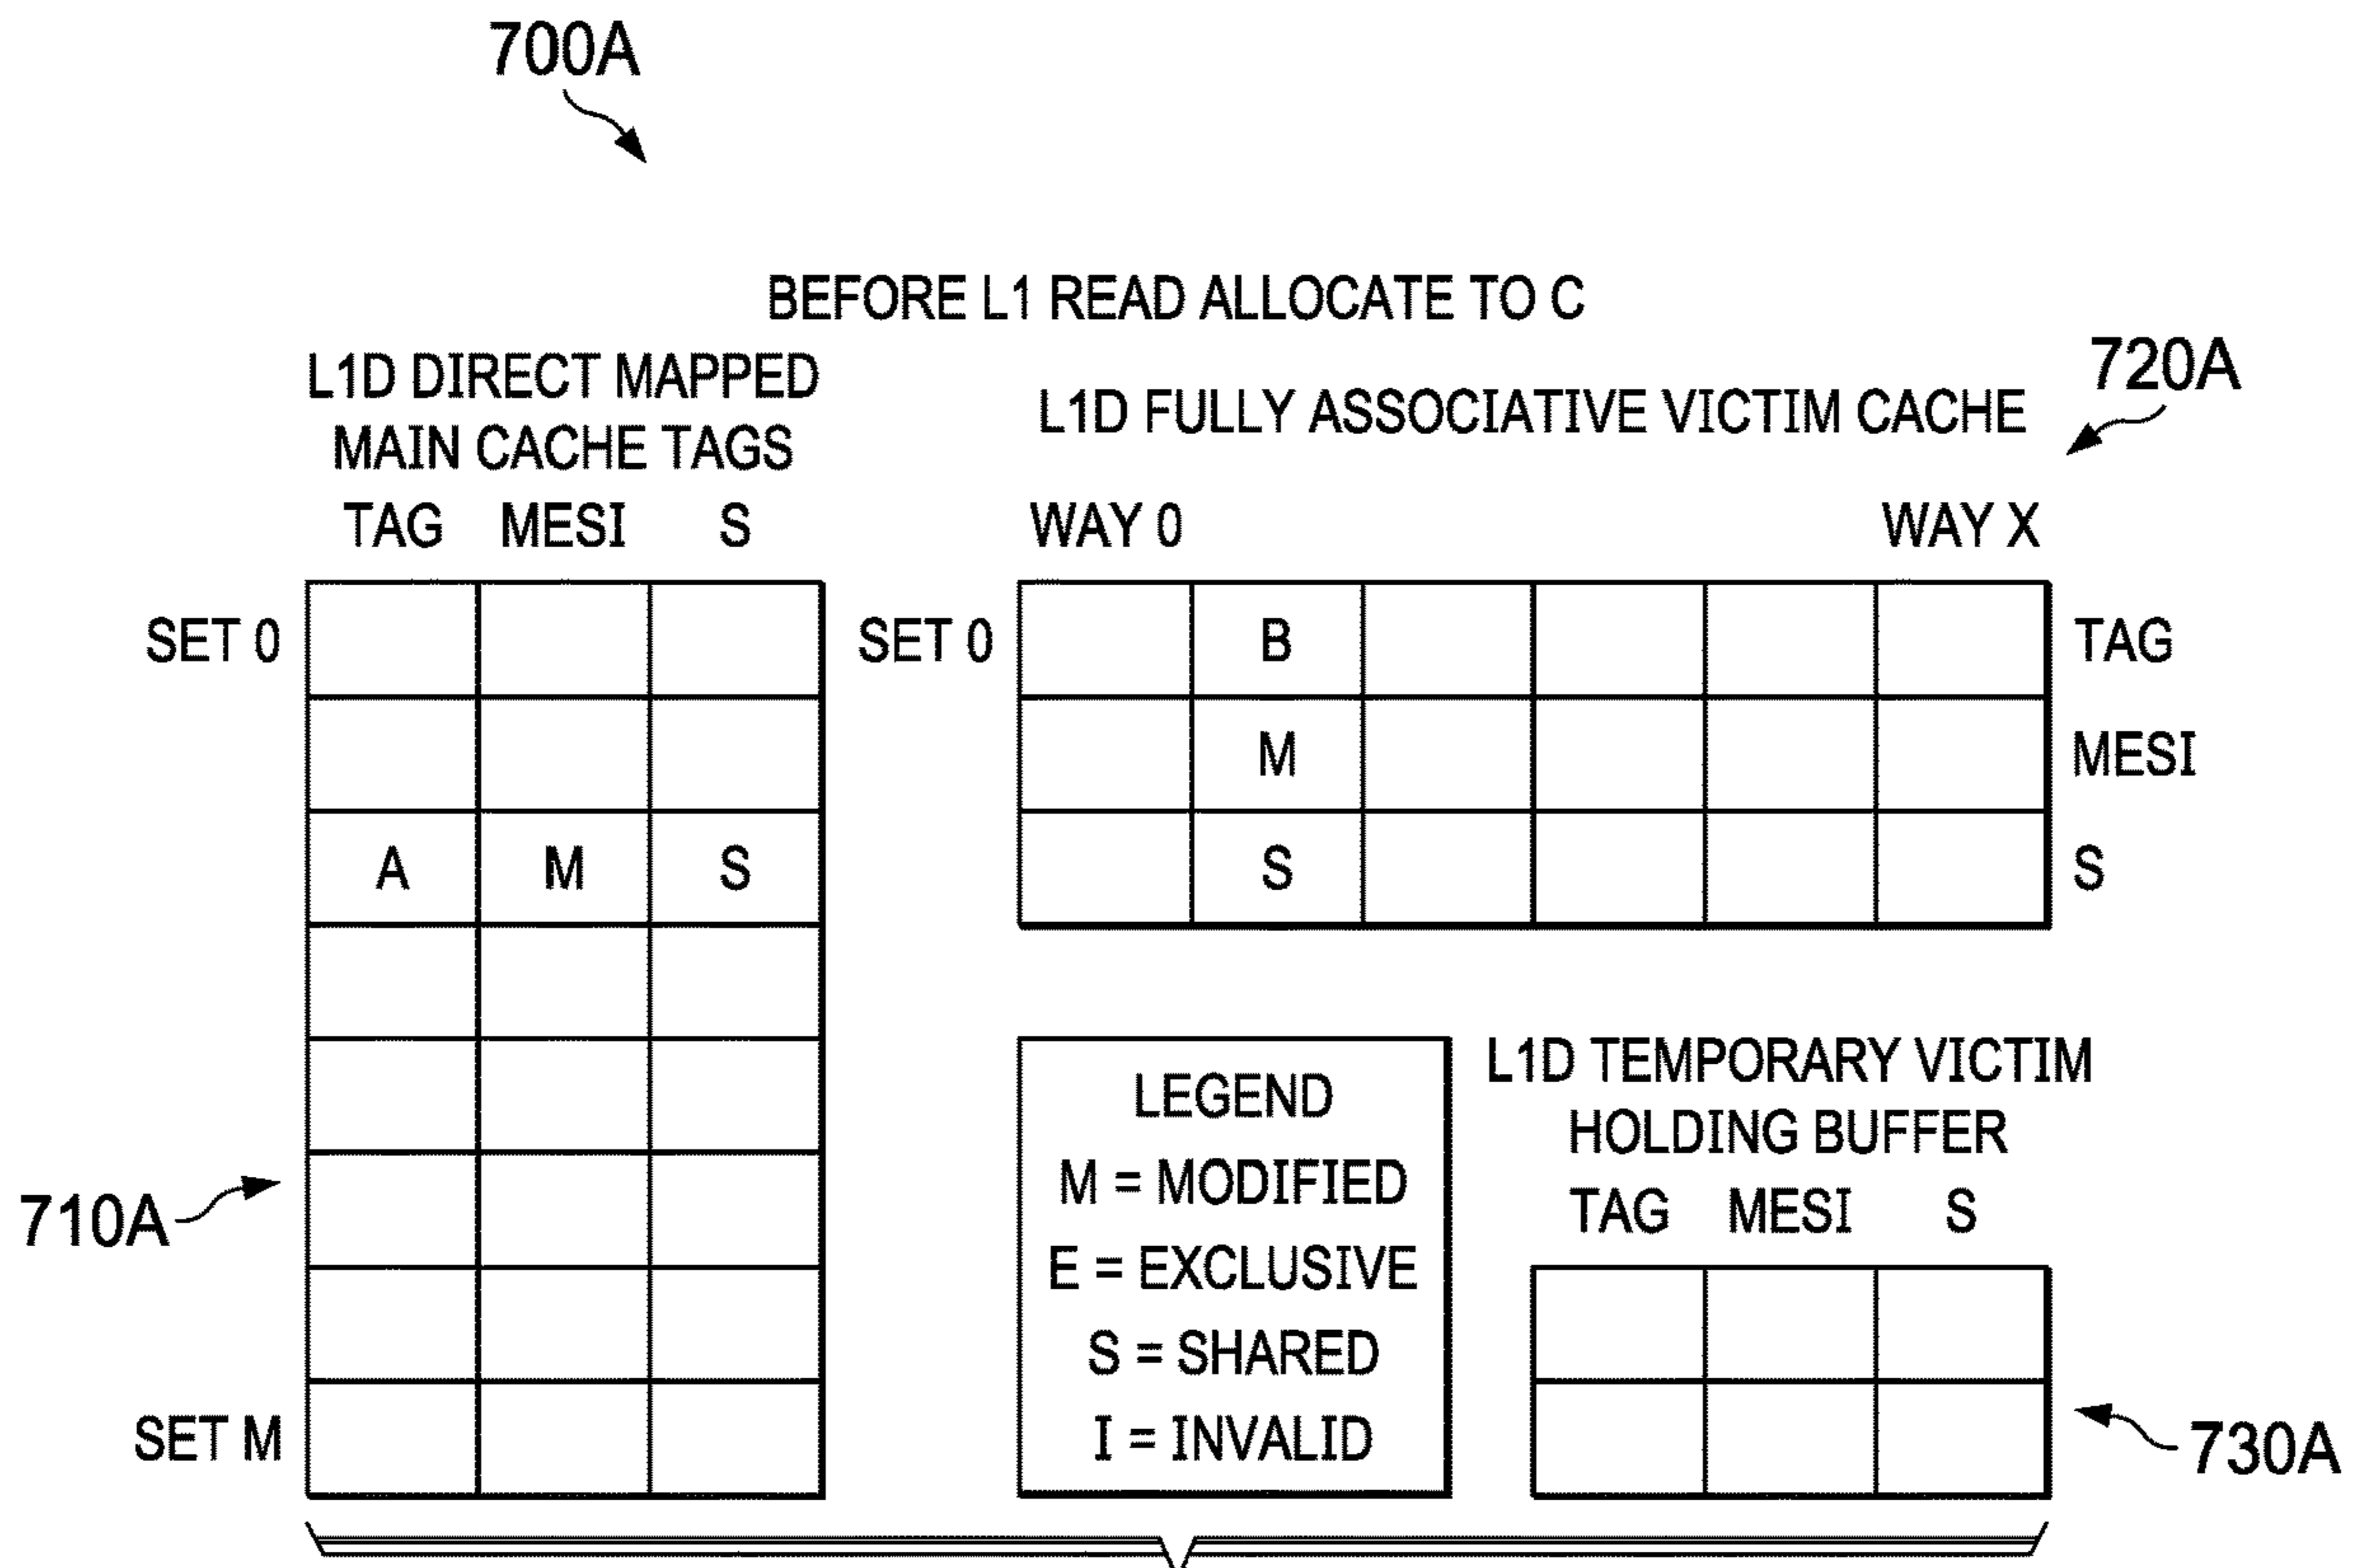 700A
BEFORE L1 READ ALLOCATE TO C
L1D DIRECT MAPPED
MAIN CACHE TAGS
TAG MESI S
L1D FULLY ASSOCIATIVE VICTIM CACHE
720A
WAY 0 WAY X
SET 0
A M S
SET M
710A
SET 0 B TAG
M MESI
S S
LEGEND
M = MODIFIED
E = EXCLUSIVE
S = SHARED
I = INVALID
L1D TEMPORARY VICTIM
HOLDING BUFFER
TAG MESI S
730A